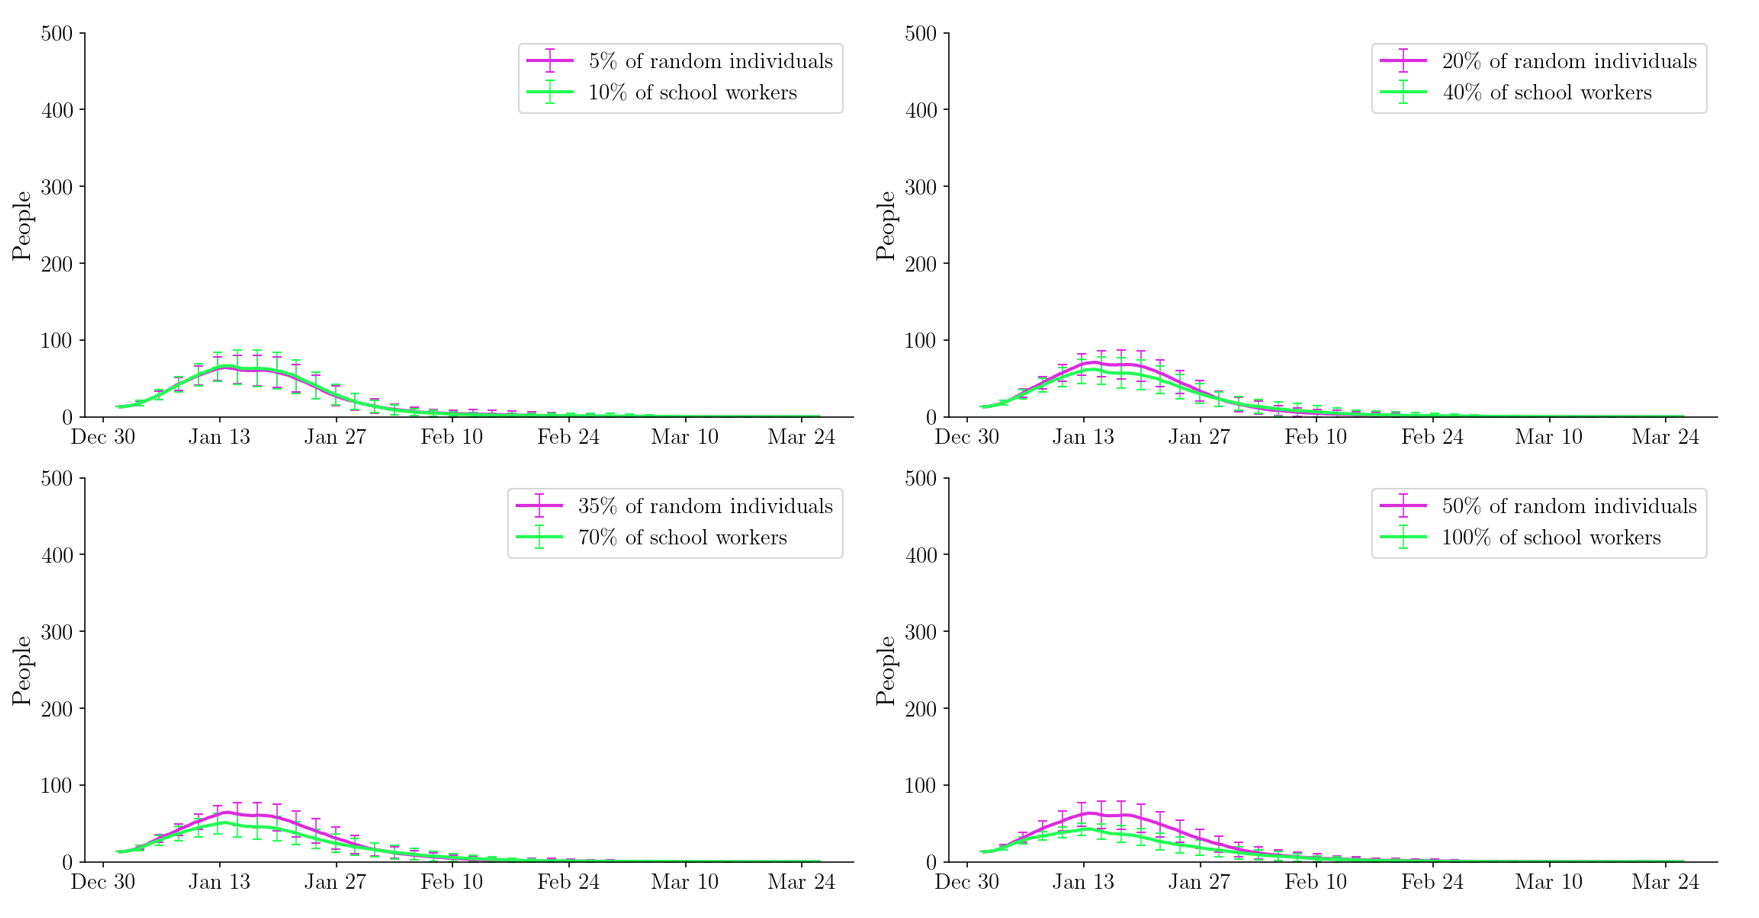 500
400
300
200
100
0
People
Dec 30 Jan 13 Jan 27 Feb 10 Feb 24 Mar 10 Mar 24
5% of random individuals
10% of school workers
500
400
300
200
100
0
People
Dec 30 Jan 13 Jan 27 Feb 10 Feb 24 Mar 10 Mar 24
20% of random individuals
40% of school workers
500
400
300
200
100
0
People
Dec 30 Jan 13 Jan 27 Feb 10 Feb 24 Mar 10 Mar 24
35% of random individuals
70% of school workers
500
400
300
200
100
0
People
Dec 30 Jan 13 Jan 27 Feb 10 Feb 24 Mar 10 Mar 24
50% of random individuals
100% of school workers